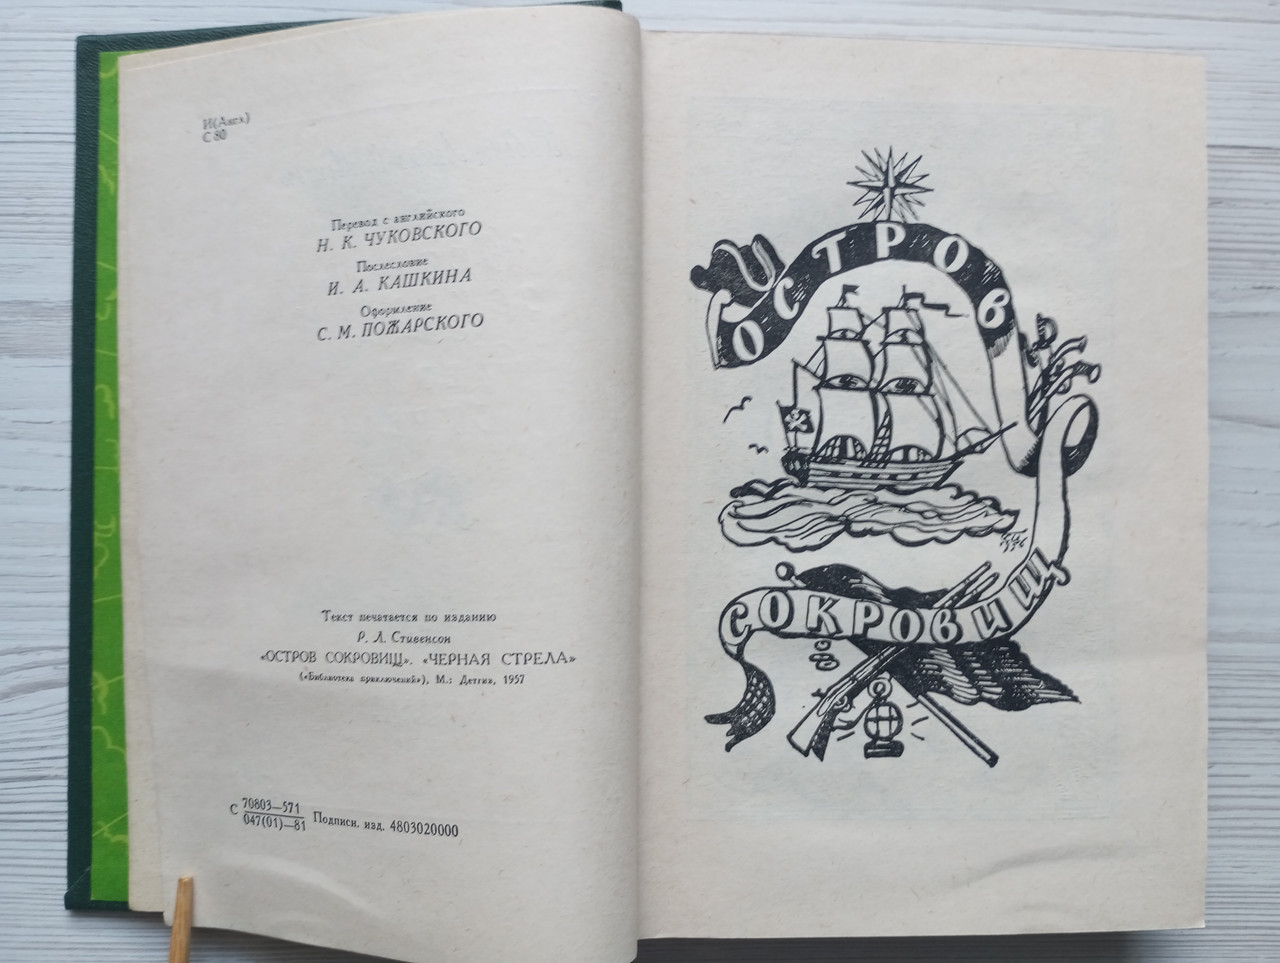 И(Англ)
С 80
Перевод с английского
Н. К. ЧУКОВСКОГО
Послесловие
И. А. КАШКИНА
Оформление
С. М. ПОЖАРСКОГО
Текст печатается по изданию
Р. Л. Стивенсон
«ОСТРОВ СОКРОВИЩ». «ЧЕРНАЯ СТРЕЛА»
(«Библиотека приключений»), М.: Детгиз, 1957
С 70803—571
047(01)—81 Подписн. изд. 4803020000
ОСТРОВ
СОКРОВИЩ